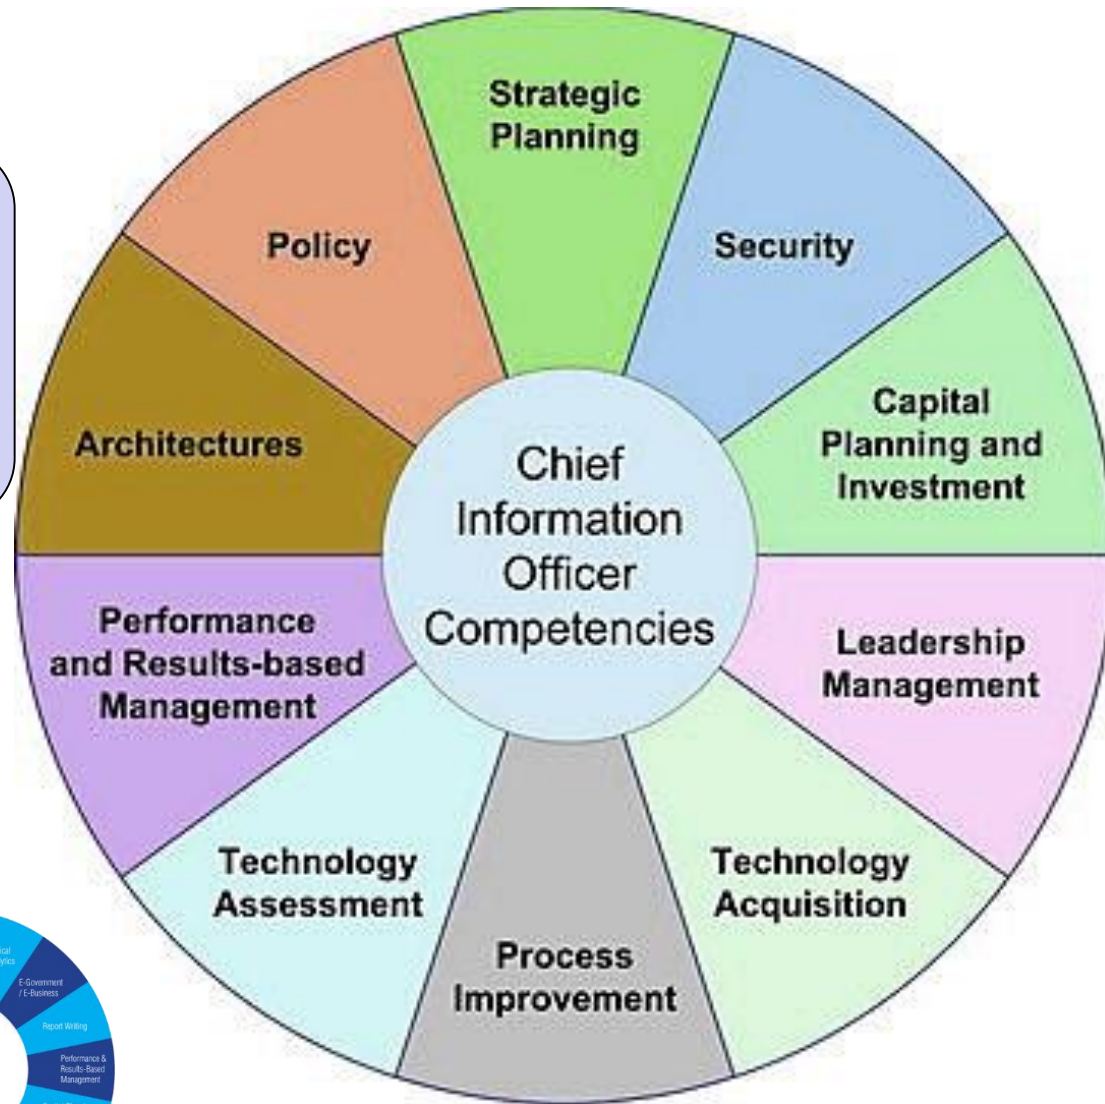 Strategic
Planning
Security
Capital
Planning and
Investment
Leadership
Management
Technology
Acquisition
Process
Improvement
Technology
Assessment
Performance
and Results-based
Management
Architectures
Policy
Chief
Information
Officer
Competencies
E-Government
/ E-Business
Report Writing
Performance &
Results-Based
Management